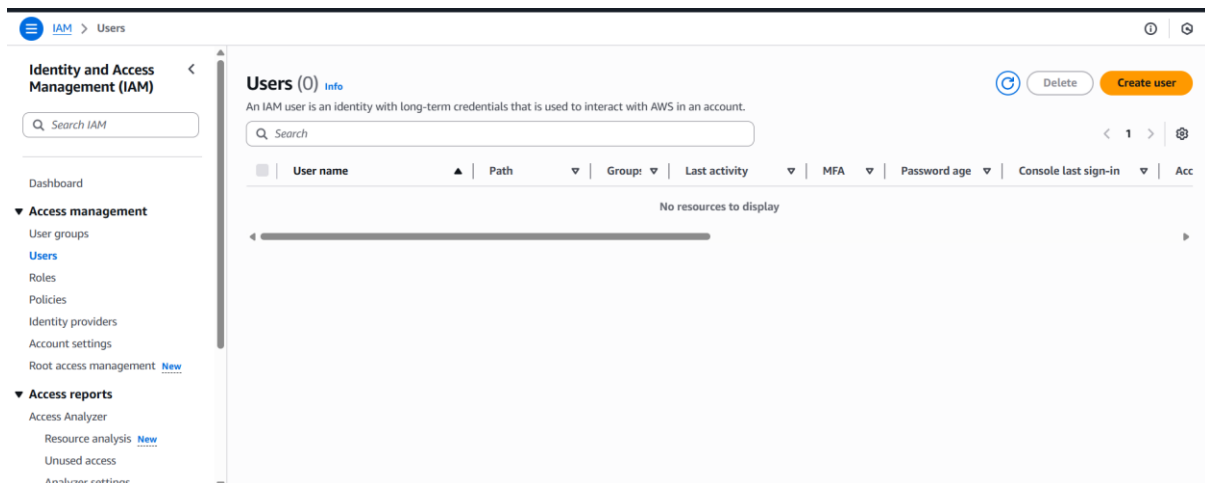 IAM > Users
Identity and Access
Management (IAM)
Search IAM
Dashboard
Access management
User groups
Users
Roles
Policies
Identity providers
Account settings
Root access management New
Access reports
Access Analyzer
Resource analysis New
Unused access
Analyzer settings
Users (0) Info
Delete
Create user
An IAM user is an identity with long-term credentials that is used to interact with AWS in an account.
Search
< 1 >
User name
Path
Group:
Last activity
MFA
Password age
Console last sign-in
Acc
No resources to display